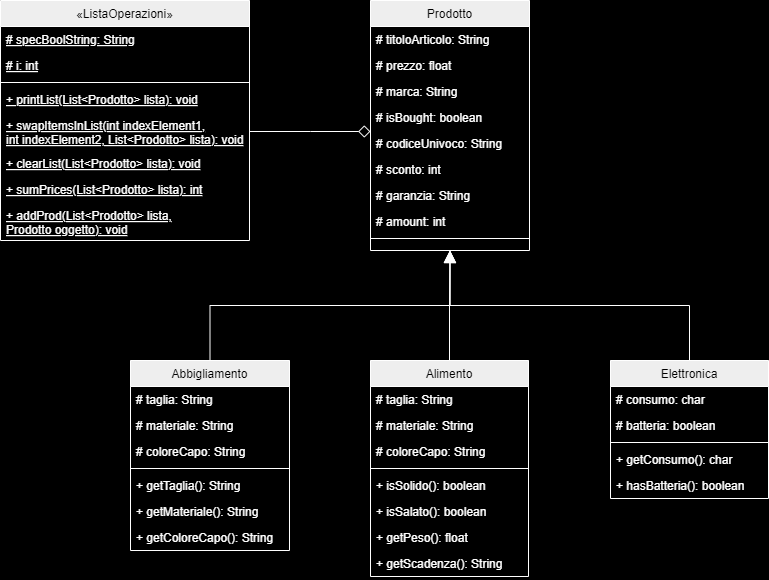 «ListaOperazioni»
# specBoolString: String
# i: int
+ printList(List<Prodotto> lista): void
+ swapItemsInList(int indexElement1,
int indexElement2, List<Prodotto> lista): void
+ clearList(List<Prodotto> lista): void
+ sumPrices(List<Prodotto> lista): int
+ addProd(List<Prodotto> lista,
Prodotto oggetto): void
Prodotto
# titoloArticolo: String
# prezzo: float
# marca: String
# isBought: boolean
# codiceUnivoco: String
# sconto: int
# garanzia: String
# amount: int
Abbigliamento
# taglia: String
# materiale: String
# coloreCapo: String
+ getTaglia(): String
+ getMateriale(): String
+ getColoreCapo(): String
Alimento
# taglia: String
# materiale: String
# coloreCapo: String
+ isSolido(): boolean
+ isSalato(): boolean
+ getPeso(): float
+ getScadenza(): String
Elettronica
# consumo: char
# batteria: boolean
+ getConsumo(): char
+ hasBatteria(): boolean